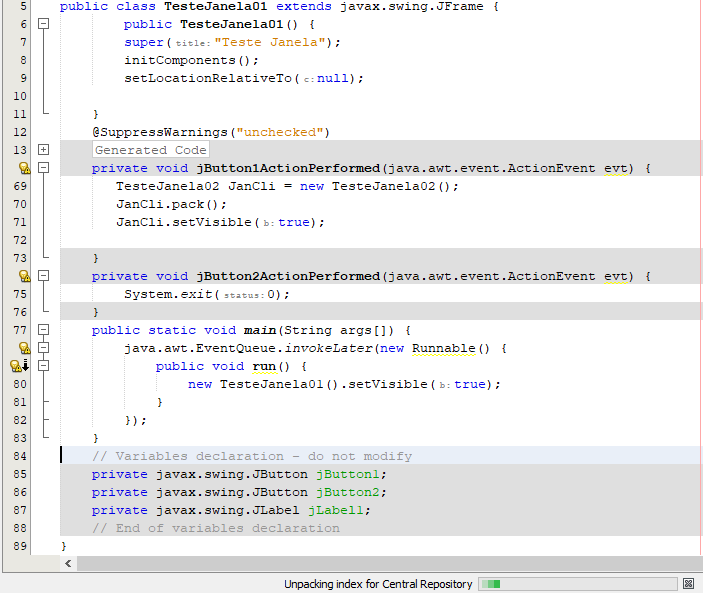 5 public class TesteJanela01 extends javax.swing.JFrame {
6 public TesteJanela01() {
7 super(title:"Teste Janela");
8 initComponents();
9 setLocationRelativeTo(c:null);
10
11 }
12 @SuppressWarnings("unchecked")
13 Generated Code
private void jButton1ActionPerformed(java.awt.event.ActionEvent evt) {
69 TesteJanela02 JanCli = new TesteJanela02();
70 JanCli.pack();
71 JanCli.setVisible(b:true);
72
73 }
private void jButton2ActionPerformed(java.awt.event.ActionEvent evt) {
75 System.exit(status:0);
76 }
77 public static void main(String args[]) {
java.awt.EventQueue.invokeLater(new Runnable() {
public void run() {
80 new TesteJanela01().setVisible(b:true);
81 }
82 });
83 }
84 // Variables declaration - do not modify
85 private javax.swing.JButton jButton1;
86 private javax.swing.JButton jButton2;
87 private javax.swing.JLabel jLabel1;
88 // End of variables declaration
89 }
Unpacking index for Central Repository